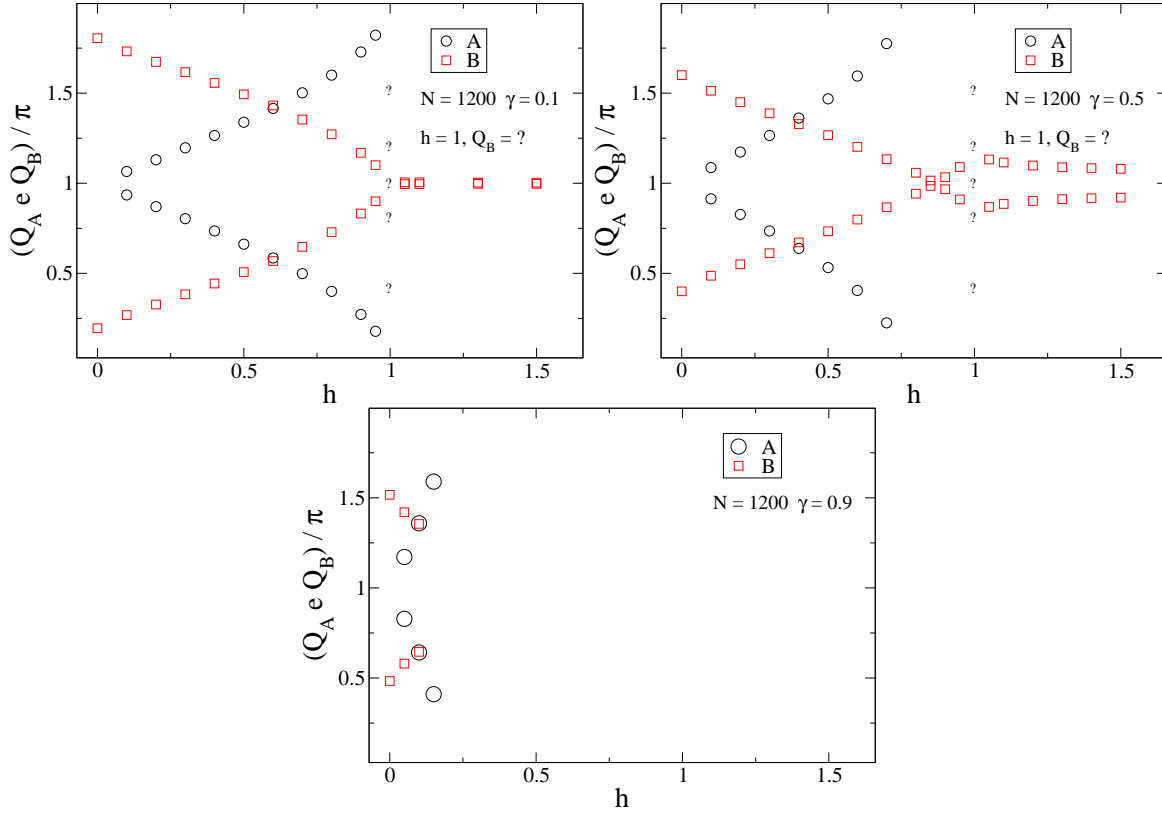 A
B
N = 1200 γ = 0.1
h = 1, Q_B = ?
?
?
?
?
?
1.5
1
0.5
(Q_A e Q_B) / π
0 0.5 1 1.5
h
A
B
N = 1200 γ = 0.5
h = 1, Q_B = ?
?
?
?
?
?
1.5
1
0.5
(Q_A e Q_B) / π
0 0.5 1 1.5
h
A
B
N = 1200 γ = 0.9
1.5
1
0.5
(Q_A e Q_B) / π
0 0.5 1 1.5
h